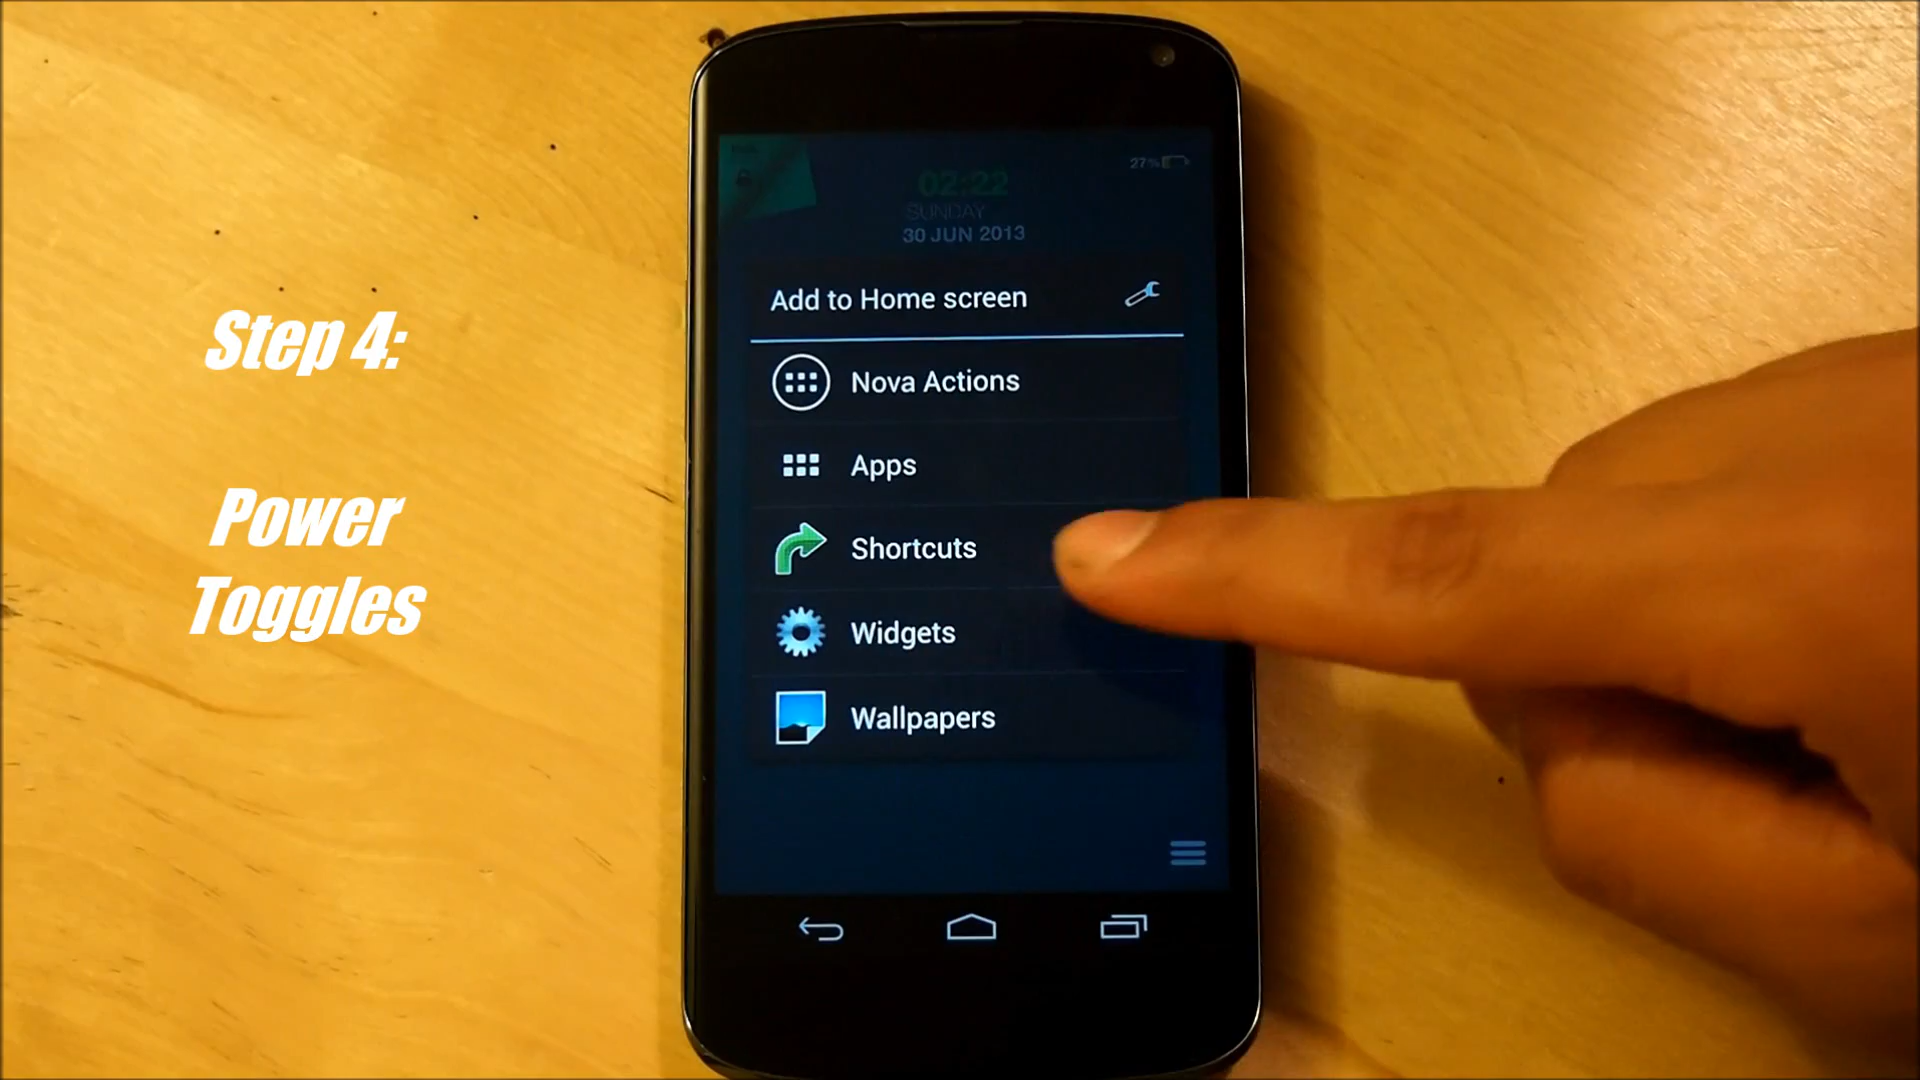 Step 4:
Power
Toggles
27%
02:22
SUNDAY
30 JUN 2013
Add to Home screen
Nova Actions
Apps
Shortcuts
Widgets
Wallpapers